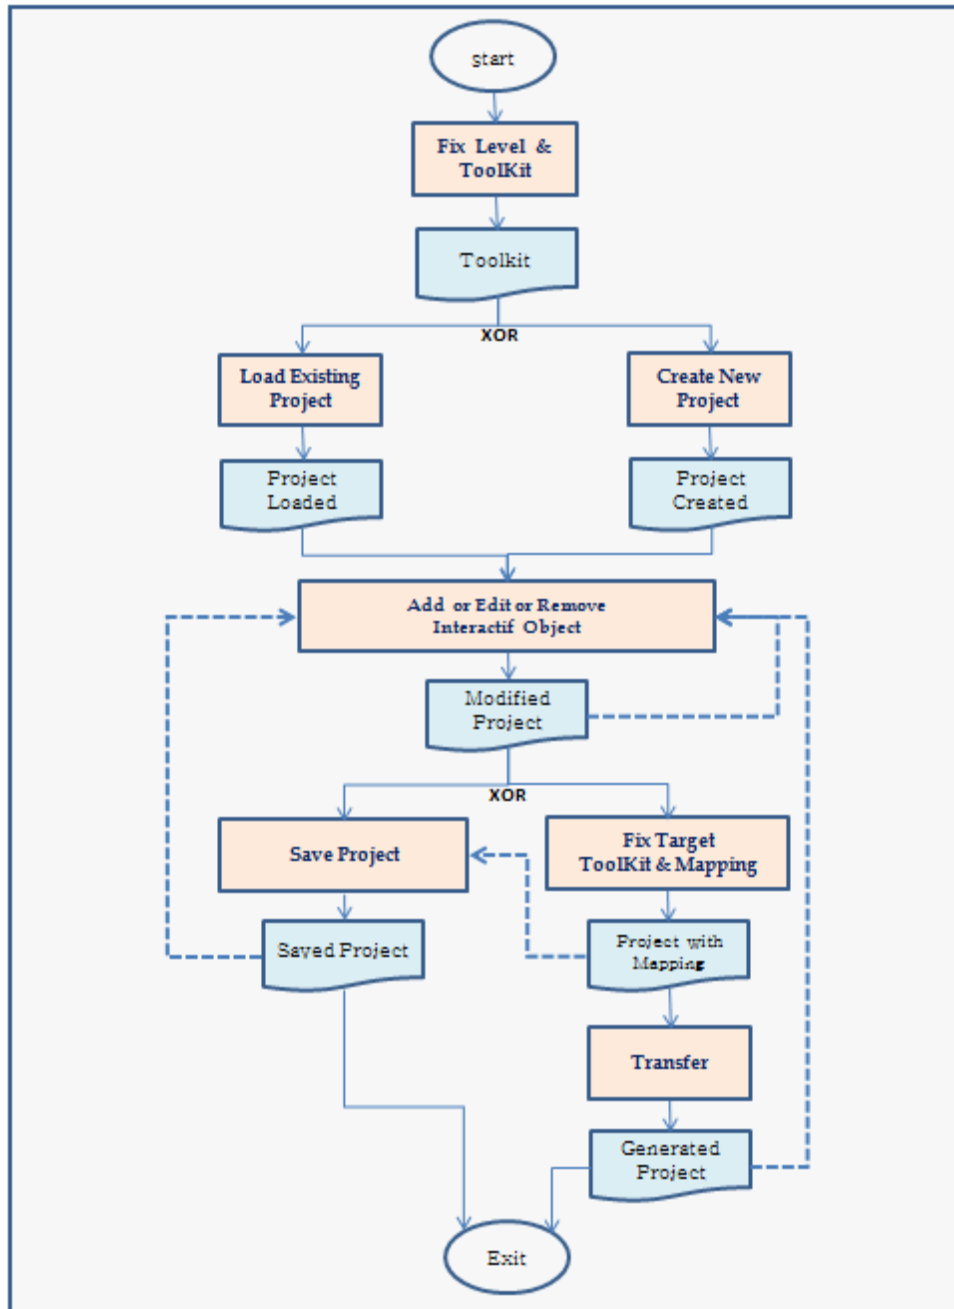 start
Fix Level &
ToolKit
Toolkit
XOR
Load Existing
Project
Create New
Project
Project
Loaded
Project
Created
Add or Edit or Remove
Interactif Object
Modified
Project
XOR
Save Project
Fix Target
ToolKit & Mapping
Saved Project
Project with
Mapping
Transfer
Generated
Project
Exit